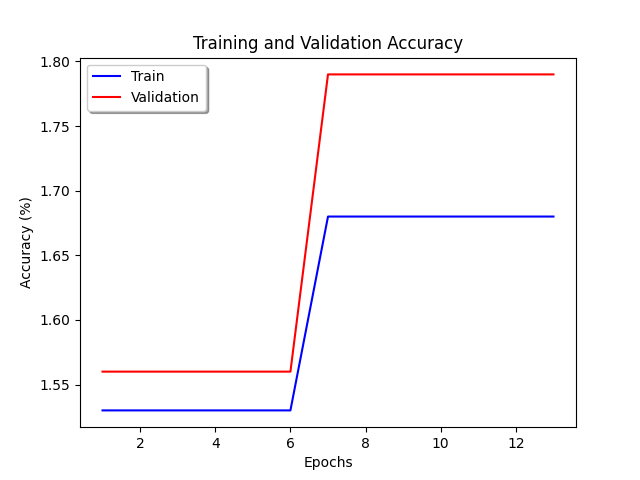 Training and Validation Accuracy
Train
Validation
Accuracy (%)
1.80
1.75
1.70
1.65
1.60
1.55
2 4 6 8 10 12
Epochs